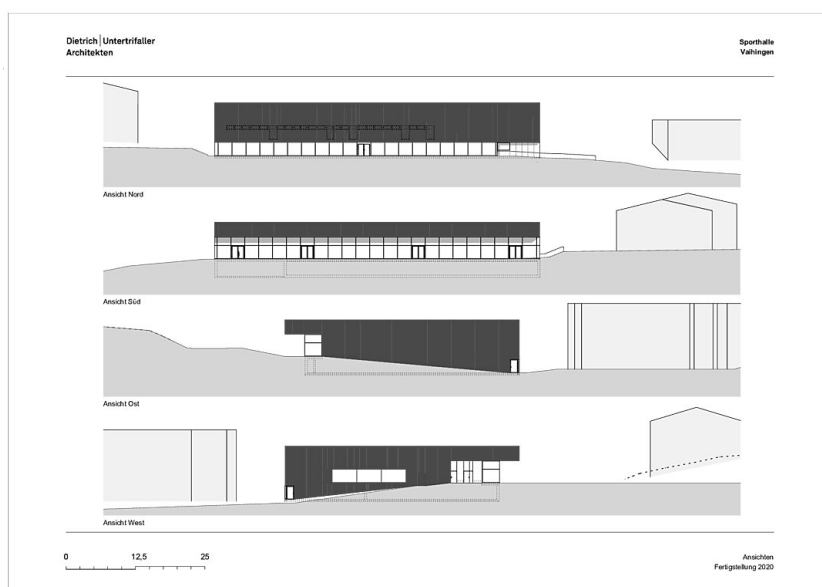 Dietrich|Untertrifaller
Architekten
Sporthalle
Vaihingen
Ansicht Nord
Ansicht Süd
Ansicht Ost
Ansicht West
0 12,5 25
Ansichten
Fertigstellung 2020